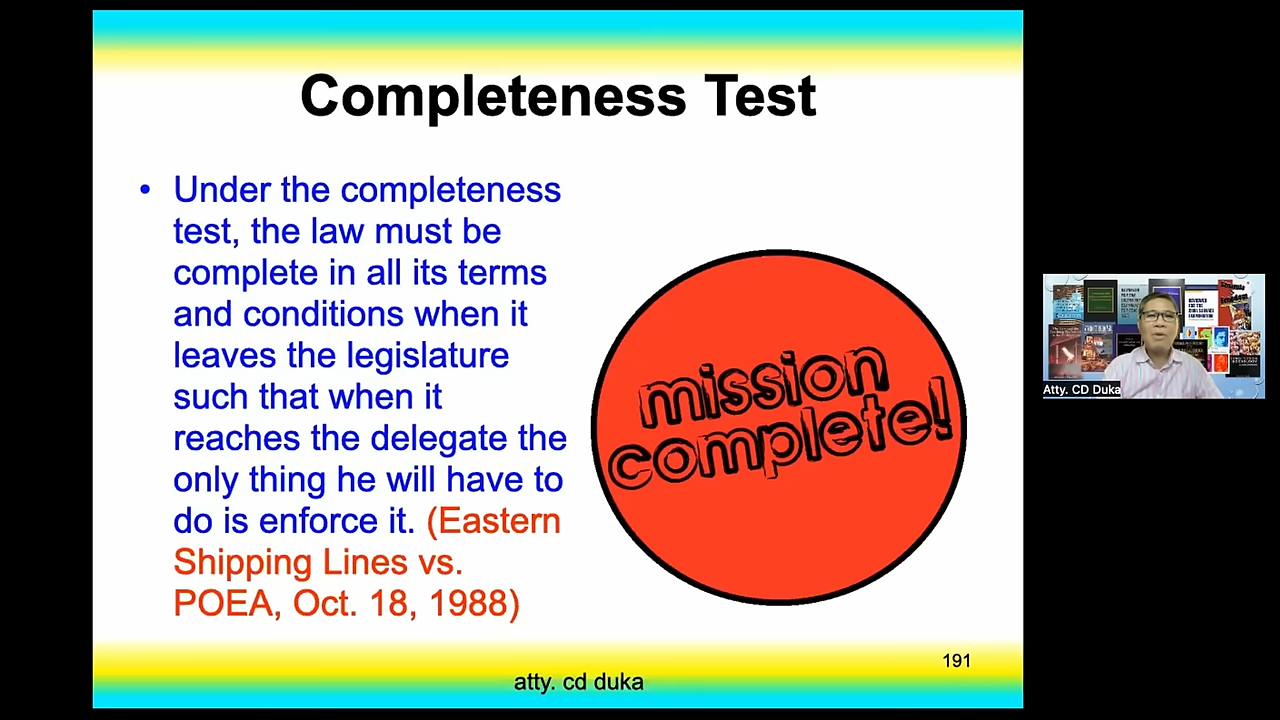 Completeness Test
• Under the completeness
test, the law must be
complete in all its terms
and conditions when it
leaves the legislature
such that when it
reaches the delegate the
only thing he will have to
do is enforce it. (Eastern
Shipping Lines vs.
POEA, Oct. 18, 1988)
mission
complete!
191
atty. cd duka
Atty. CD Duka